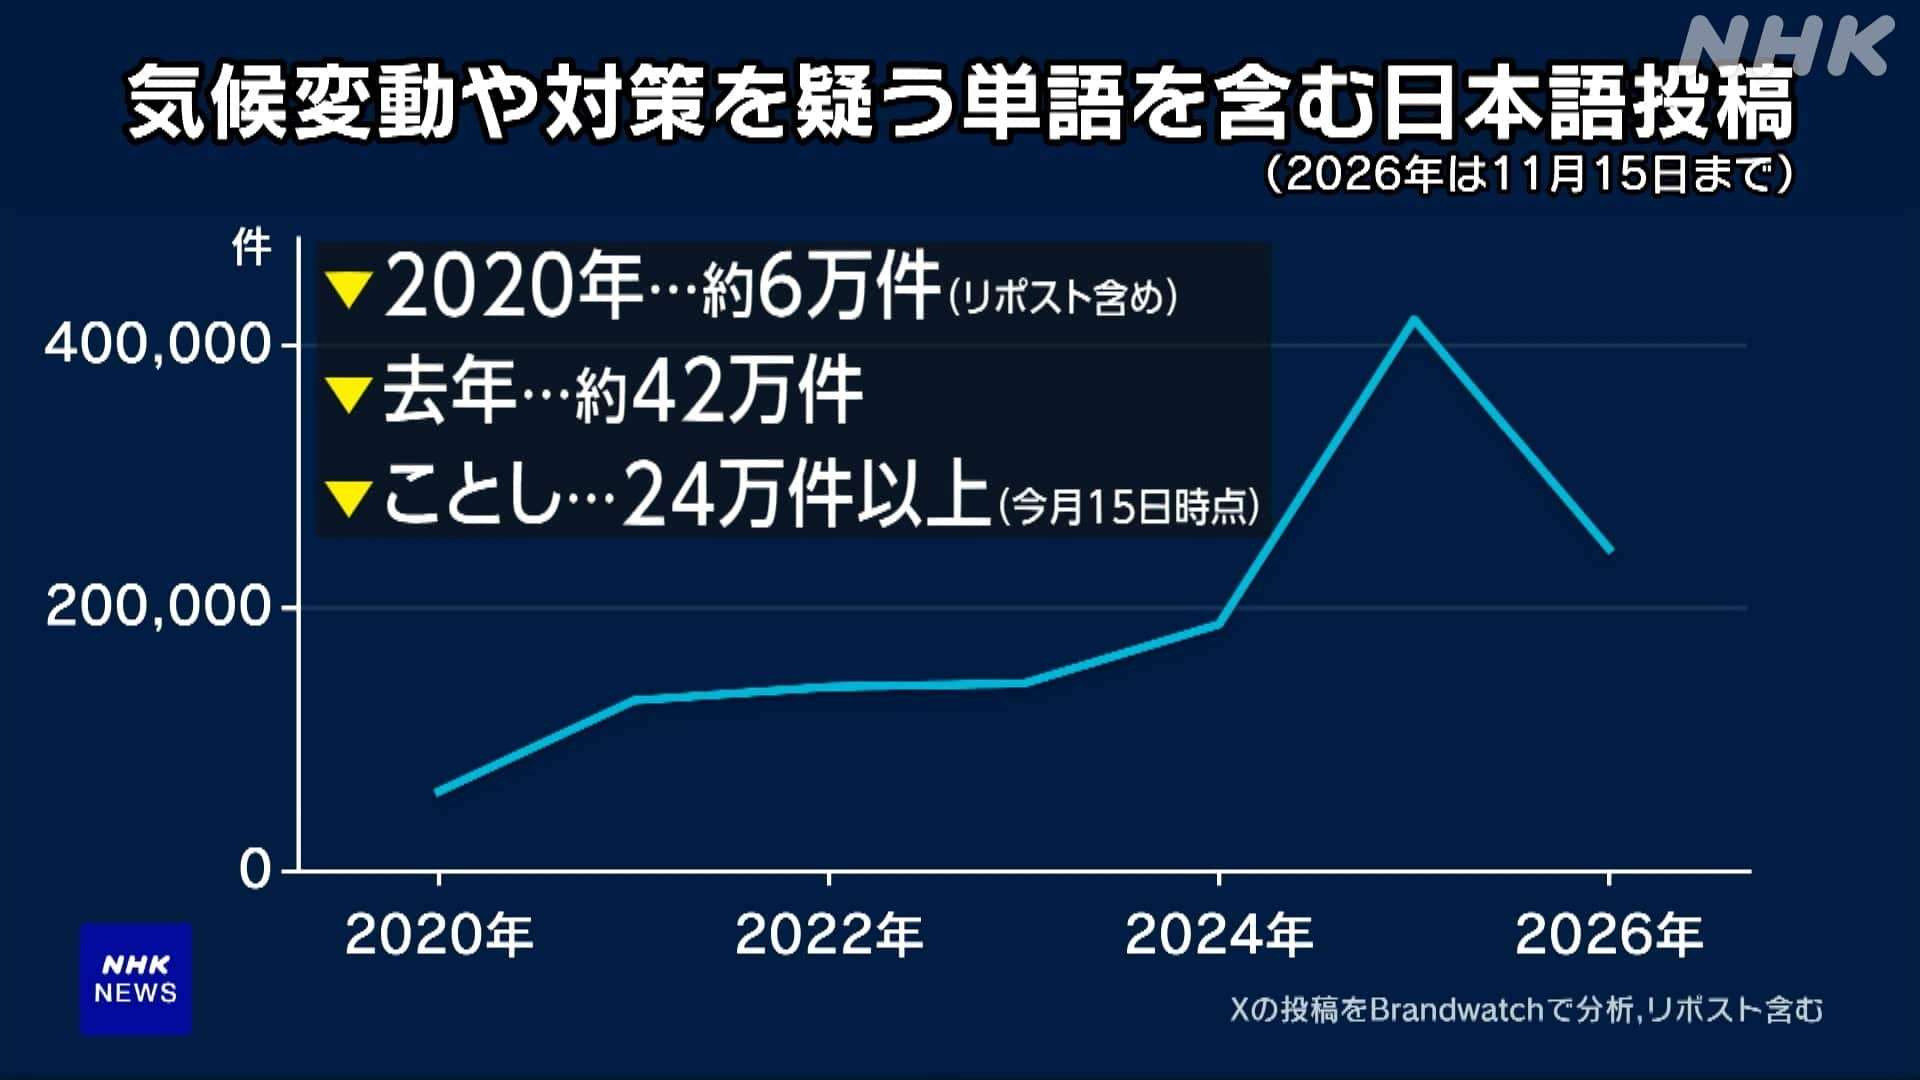 NHK
気候変動や対策を疑う単語を含む日本語投稿
(2026年は11月15日まで)
件
▼2020年…約6万件(リポスト含め)
▼去年…約42万件
▼ことし…24万件以上(今月15日時点)
400,000
200,000
0
2020年 2022年 2024年 2026年
NHK
NEWS
Xの投稿をBrandwatchで分析,リポスト含む